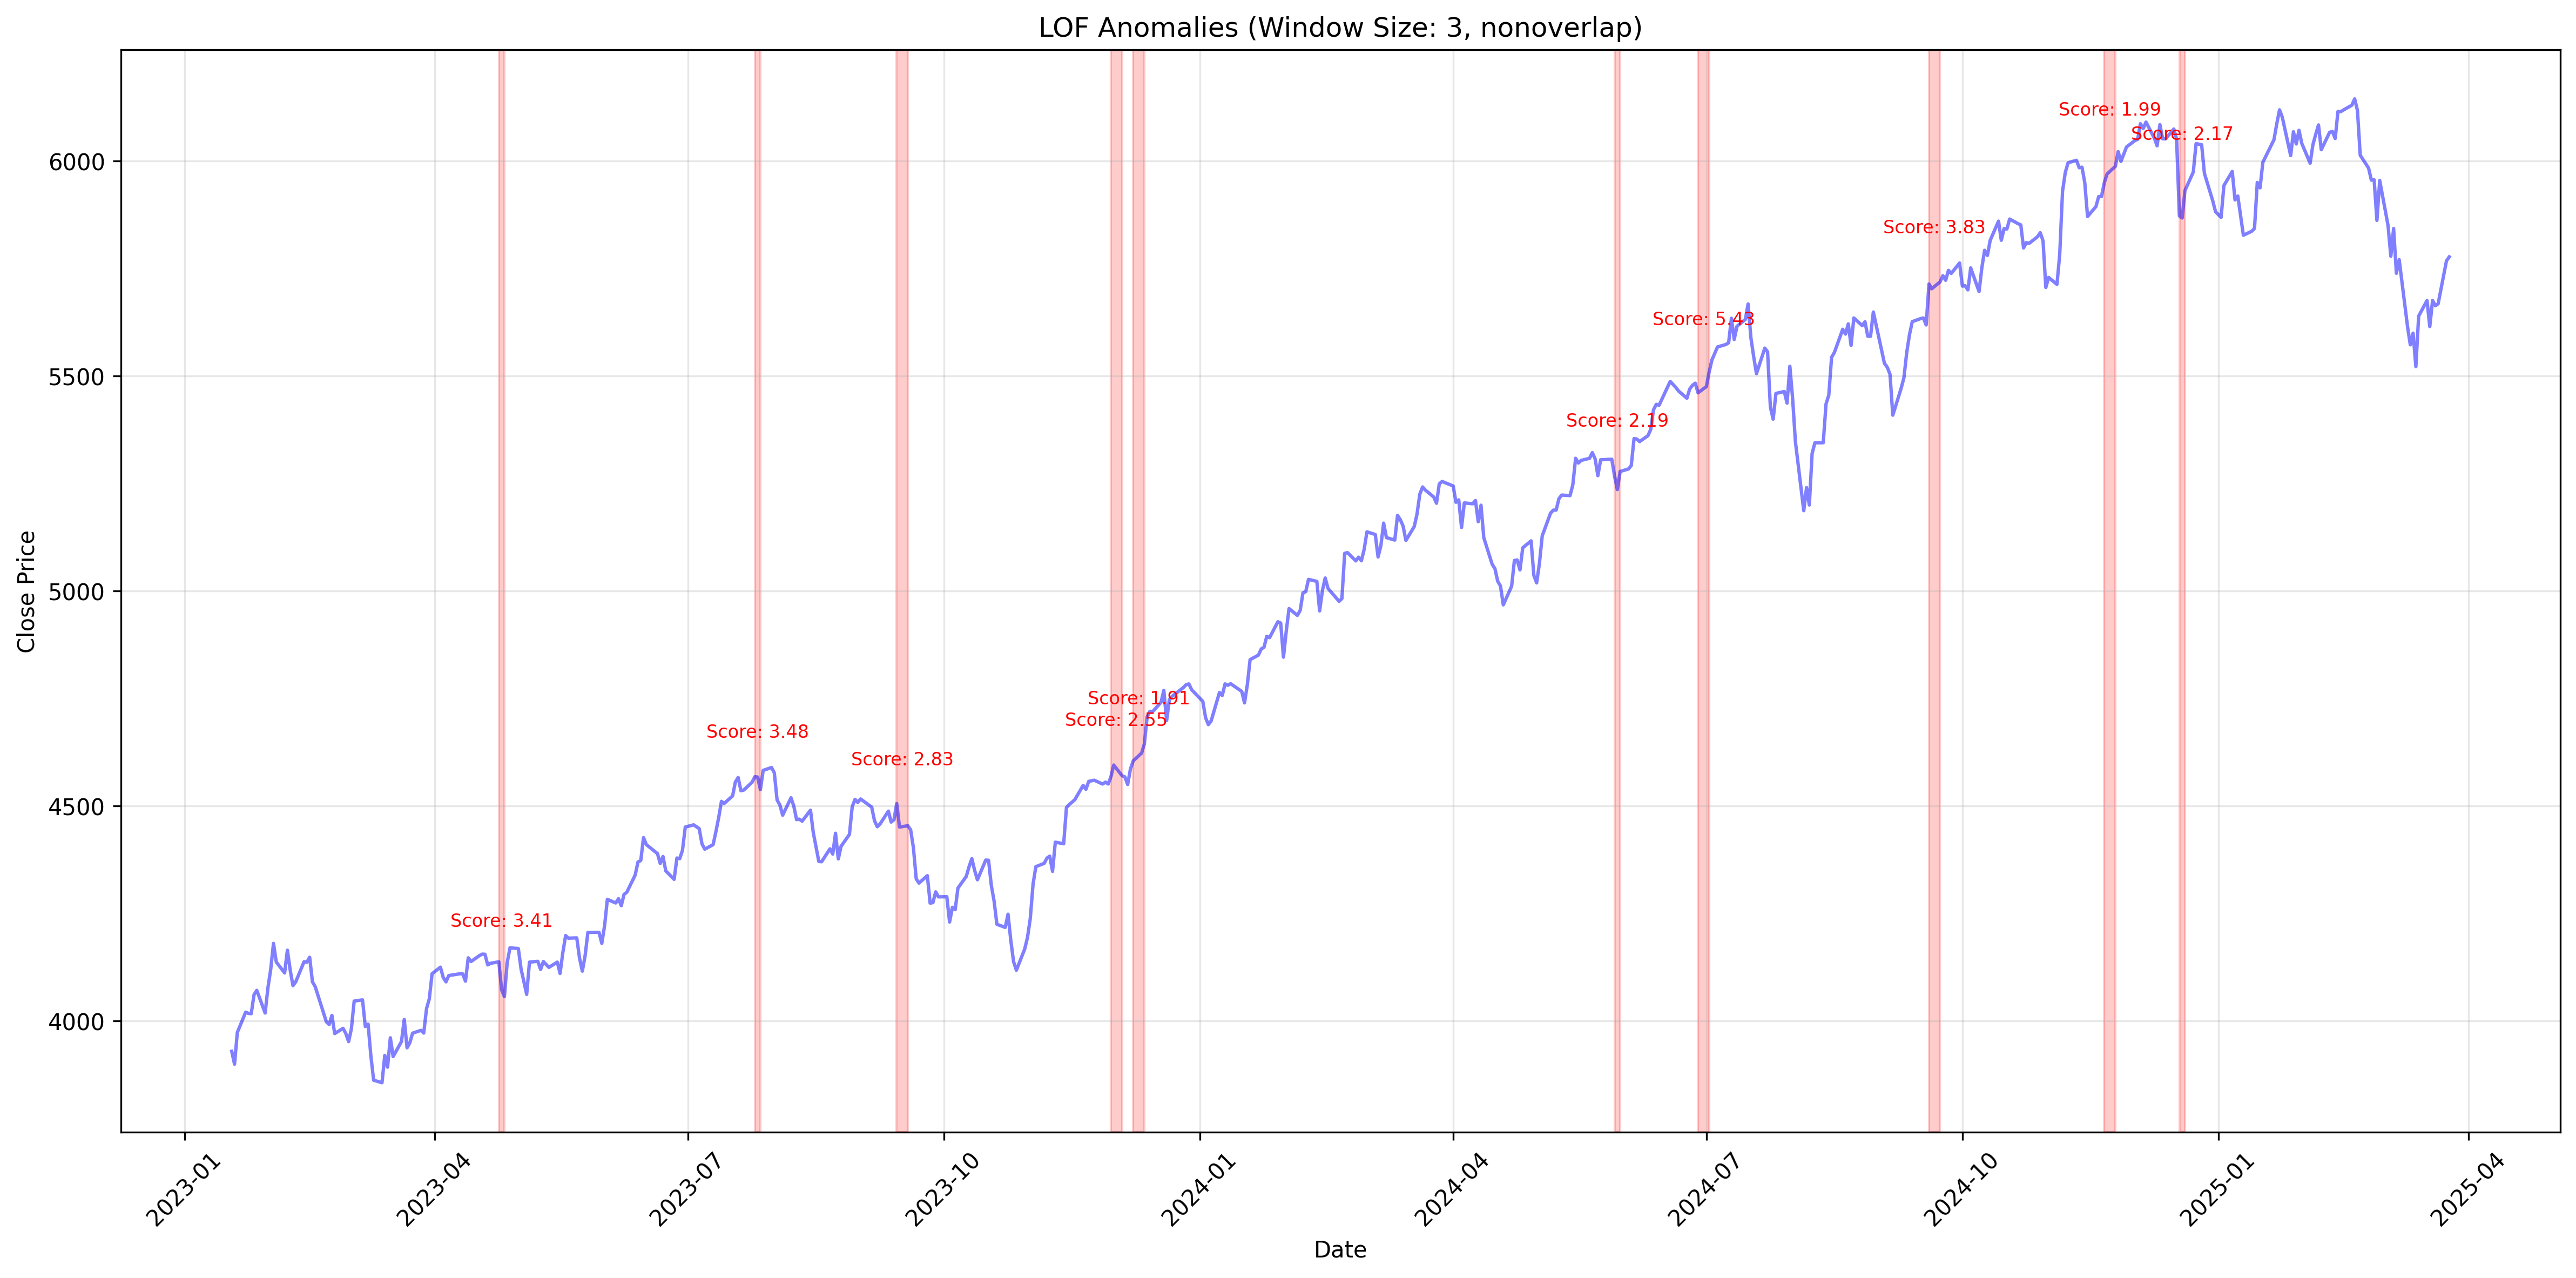 LOF Anomalies (Window Size: 3, nonoverlap)
Score: 1.99
Score: 2.17
6000
Score: 3.83
Score: 5.43
5500
Score: 2.19
Close Price
5000
Score: 1.91
Score: 2.55
Score: 3.48
Score: 2.83
4500
Score: 3.41
4000
2023-01
2023-04
2023-07
2023-10
2024-01
2024-04
2024-07
2024-10
2025-01
2025-04
Date